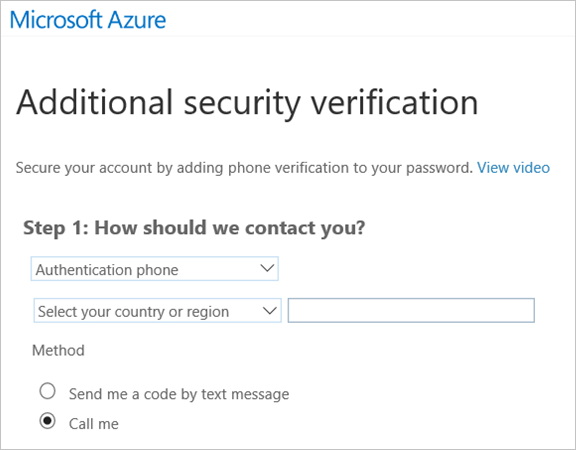 Microsoft Azure
Additional security verification
Secure your account by adding phone verification to your password. View video
Step 1: How should we contact you?
Authentication phone
Select your country or region
Method
Send me a code by text message
Call me